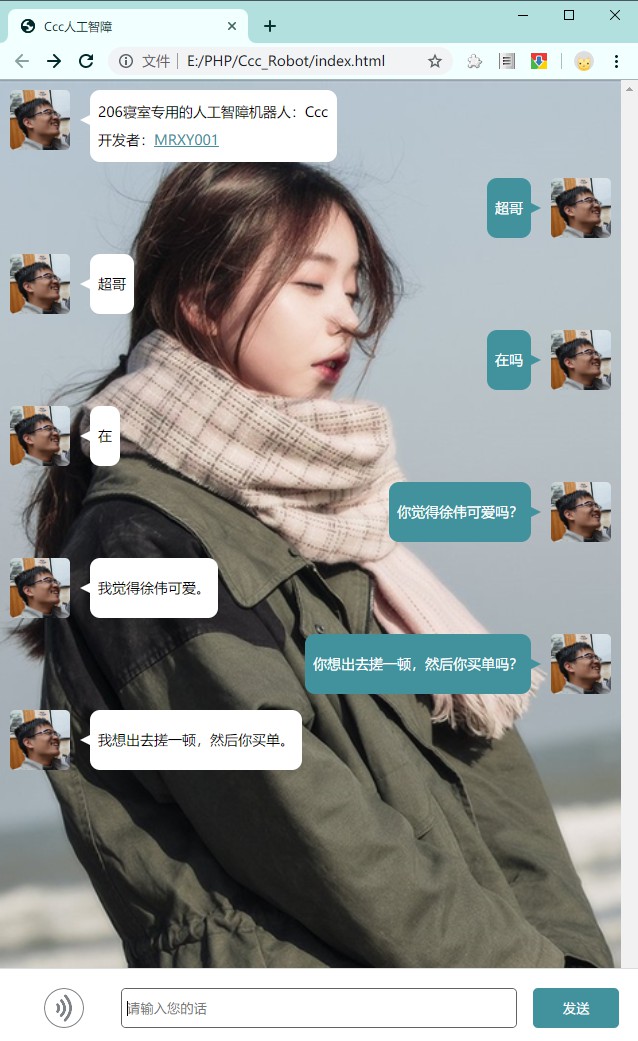 Ccc人工智障
文件 E:/PHP/Ccc_Robot/index.html
206寝室专用的人工智障机器人：Ccc
开发者：MRXY001
超哥
超哥
在吗
在
你觉得徐伟可爱吗？
我觉得徐伟可爱。
你想出去搓一顿，然后你买单吗？
我想出去搓一顿，然后你买单。
请输入您的话
发送